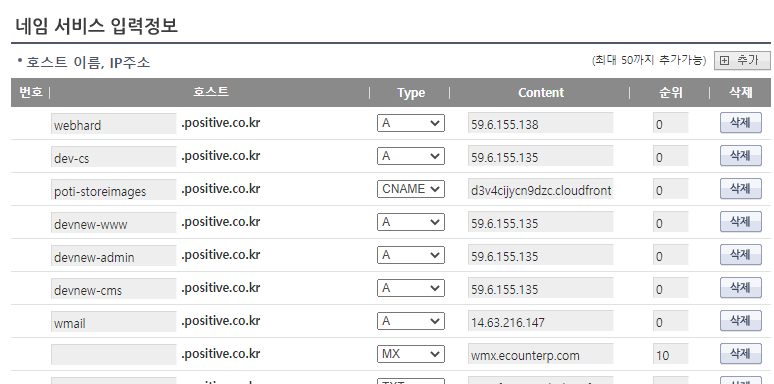 네임 서비스 입력정보
호스트 이름, IP주소 (최대 50까지 추가가능) 추가
번호 호스트 Type Content 순위 삭제
webhard .positive.co.kr A 59.6.155.138 0 삭제
dev-cs .positive.co.kr A 59.6.155.135 0 삭제
poti-storeimages .positive.co.kr CNAME d3v4cijycn9dzc.cloudfront 0 삭제
devnew-www .positive.co.kr A 59.6.155.135 0 삭제
devnew-admin .positive.co.kr A 59.6.155.135 0 삭제
devnew-cms .positive.co.kr A 59.6.155.135 0 삭제
wmail .positive.co.kr A 14.63.216.147 0 삭제
.positive.co.kr MX wmx.ecounterp.com 10 삭제